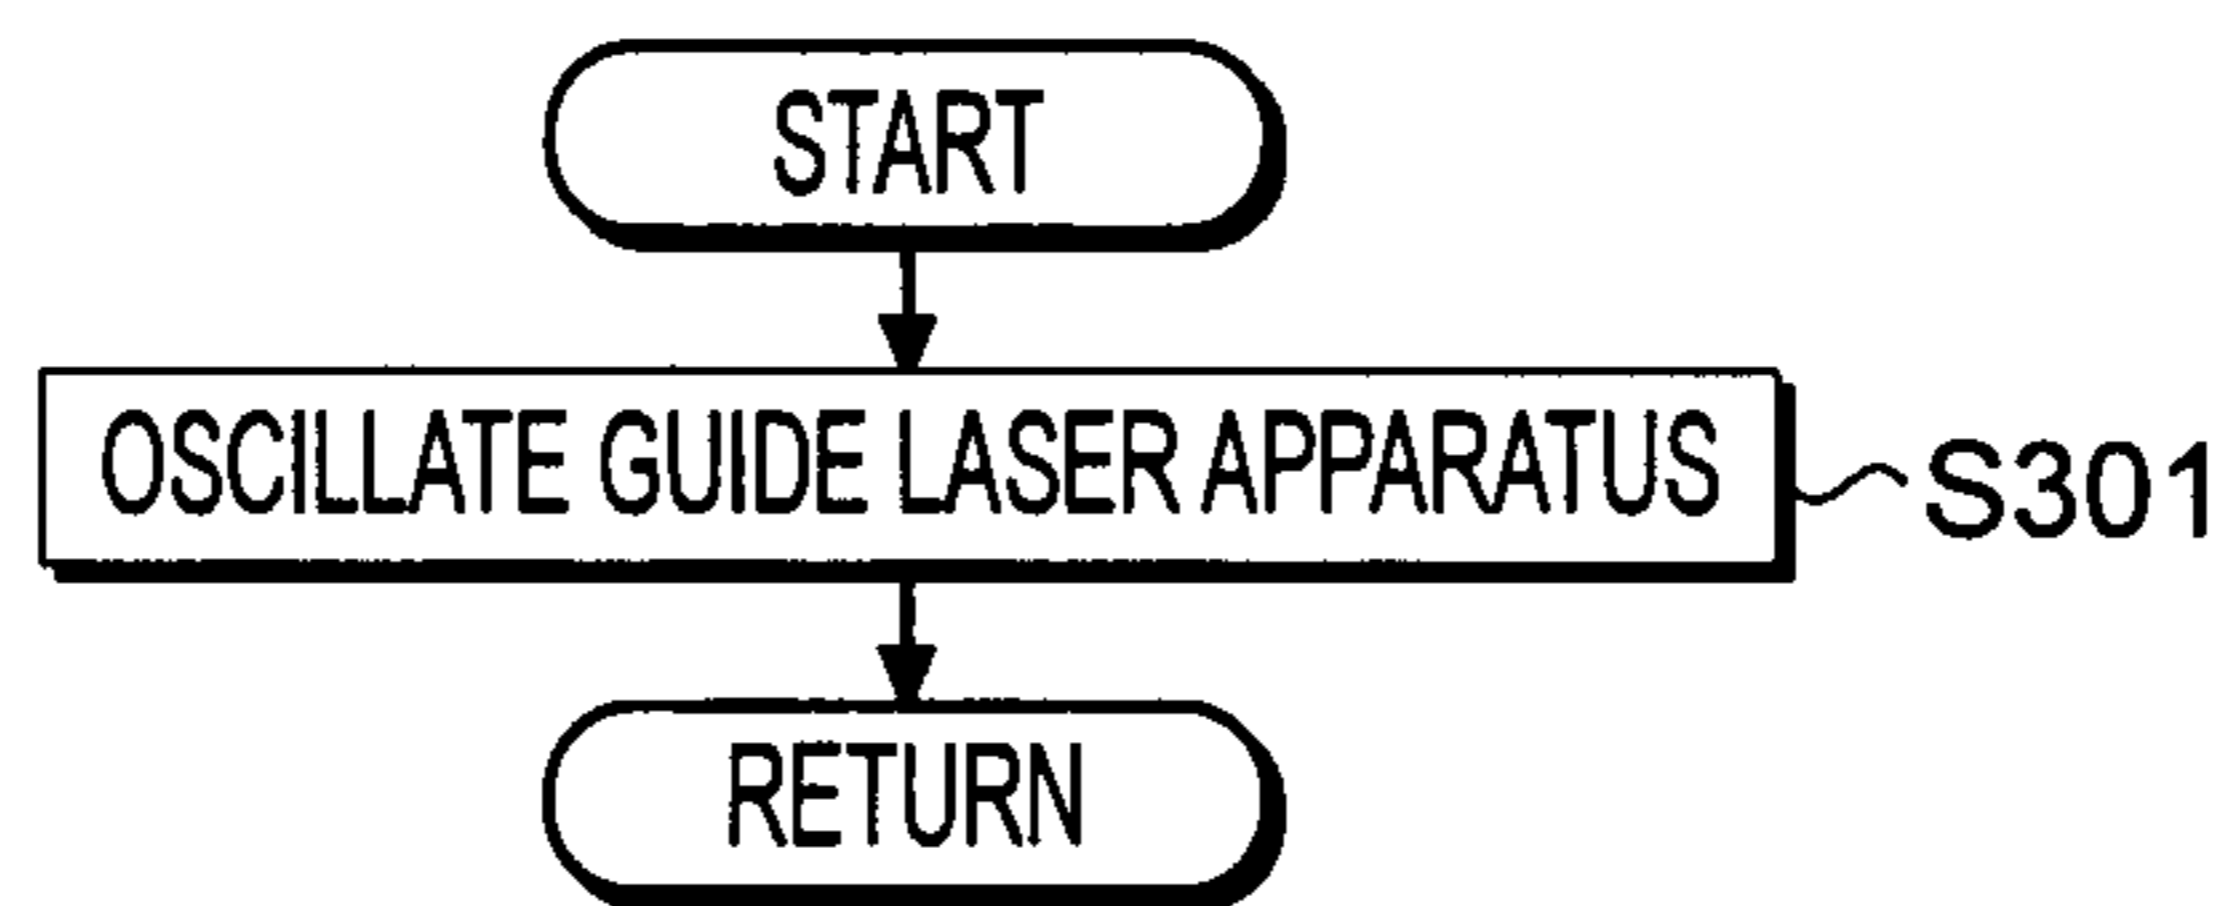 START
OSCILLATE GUIDE LASER APPARATUS
S301
RETURN